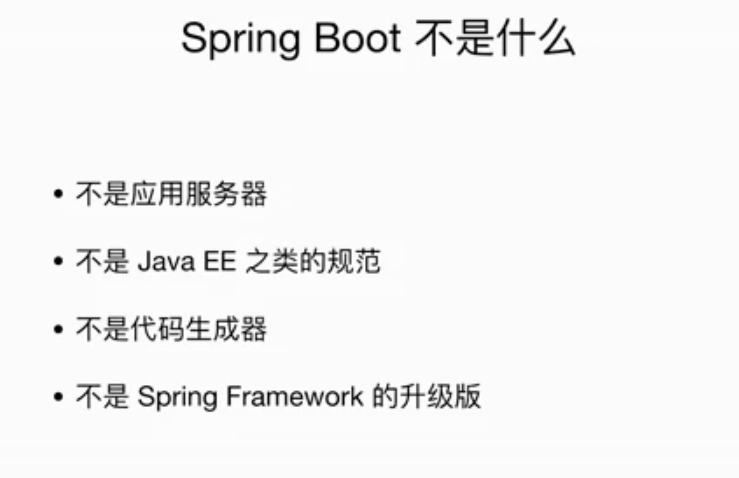 Spring Boot 不是什么
• 不是应用服务器
• 不是 Java EE 之类的规范
• 不是代码生成器
• 不是 Spring Framework 的升级版